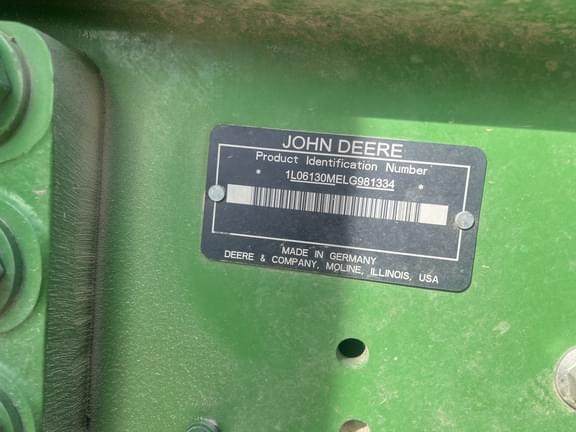 JOHN DEERE
Product Identification Number
* 1L06130MELG981334 *
MADE IN GERMANY
DEERE & COMPANY, MOLINE, ILLINOIS, USA